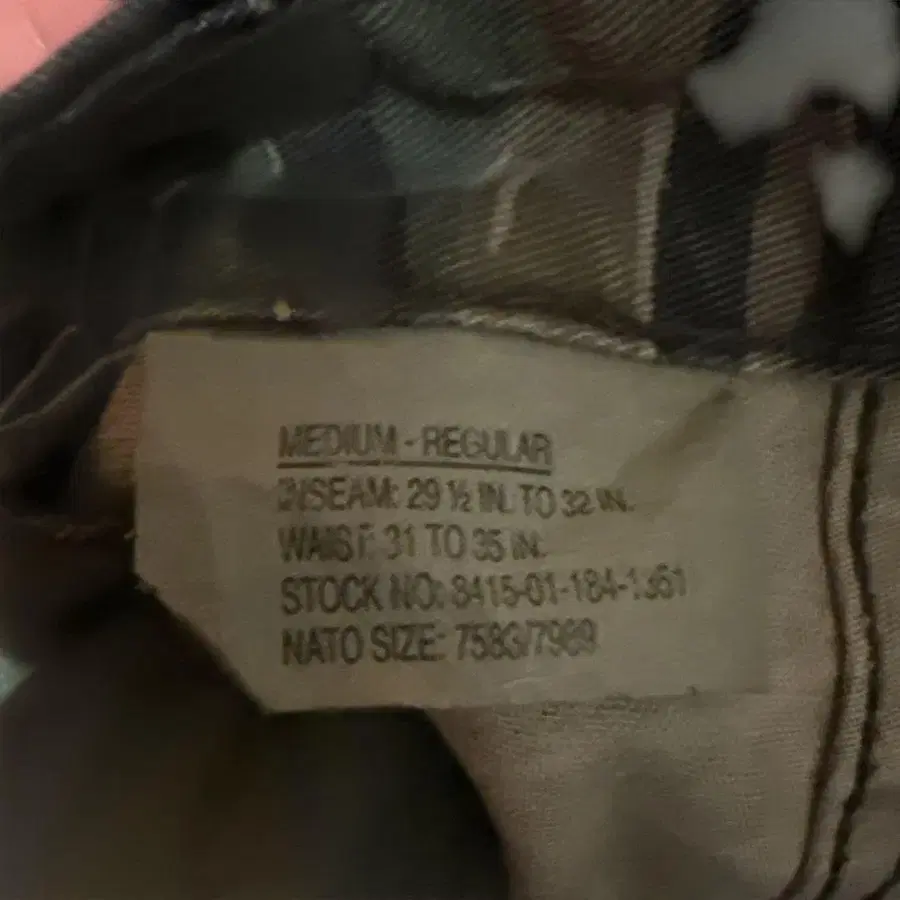 MEDIUM - REGULAR
INSEAM: 29 ½ IN. TO 32 IN.
WAIST: 31 TO 35 IN.
STOCK NO: 8415-01-184-1351
NATO SIZE: 7583/7989